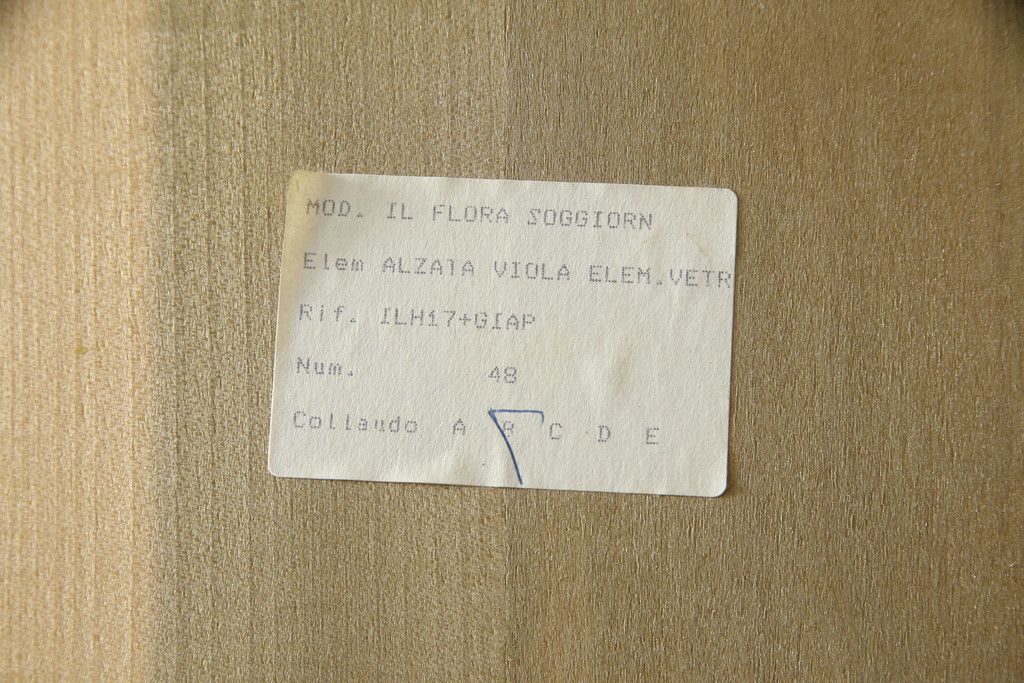 MOD. IL FLORA SOGGIORN
Elem ALZATA VIOLA ELEM.VETR
Rif. ILH17+GIAP
Num. 48
Collaudo A B C D E